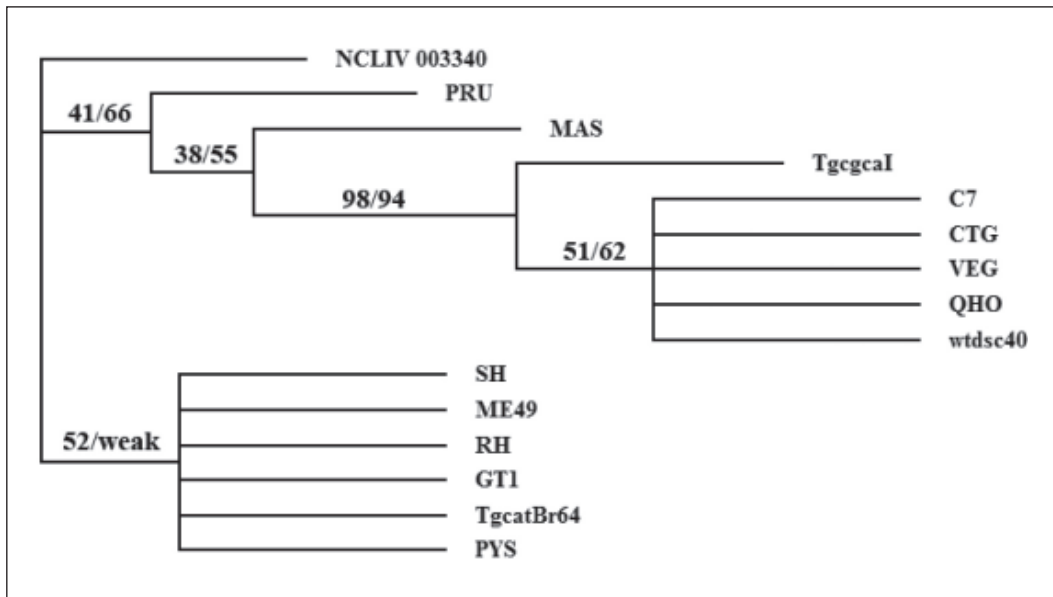 NCLIV 003340
41/66
PRU
38/55
MAS
98/94
TgcgcaI
51/62
C7
CTG
VEG
QHO
wtdsc40
52/weak
SH
ME49
RH
GT1
TgcatBr64
PYS